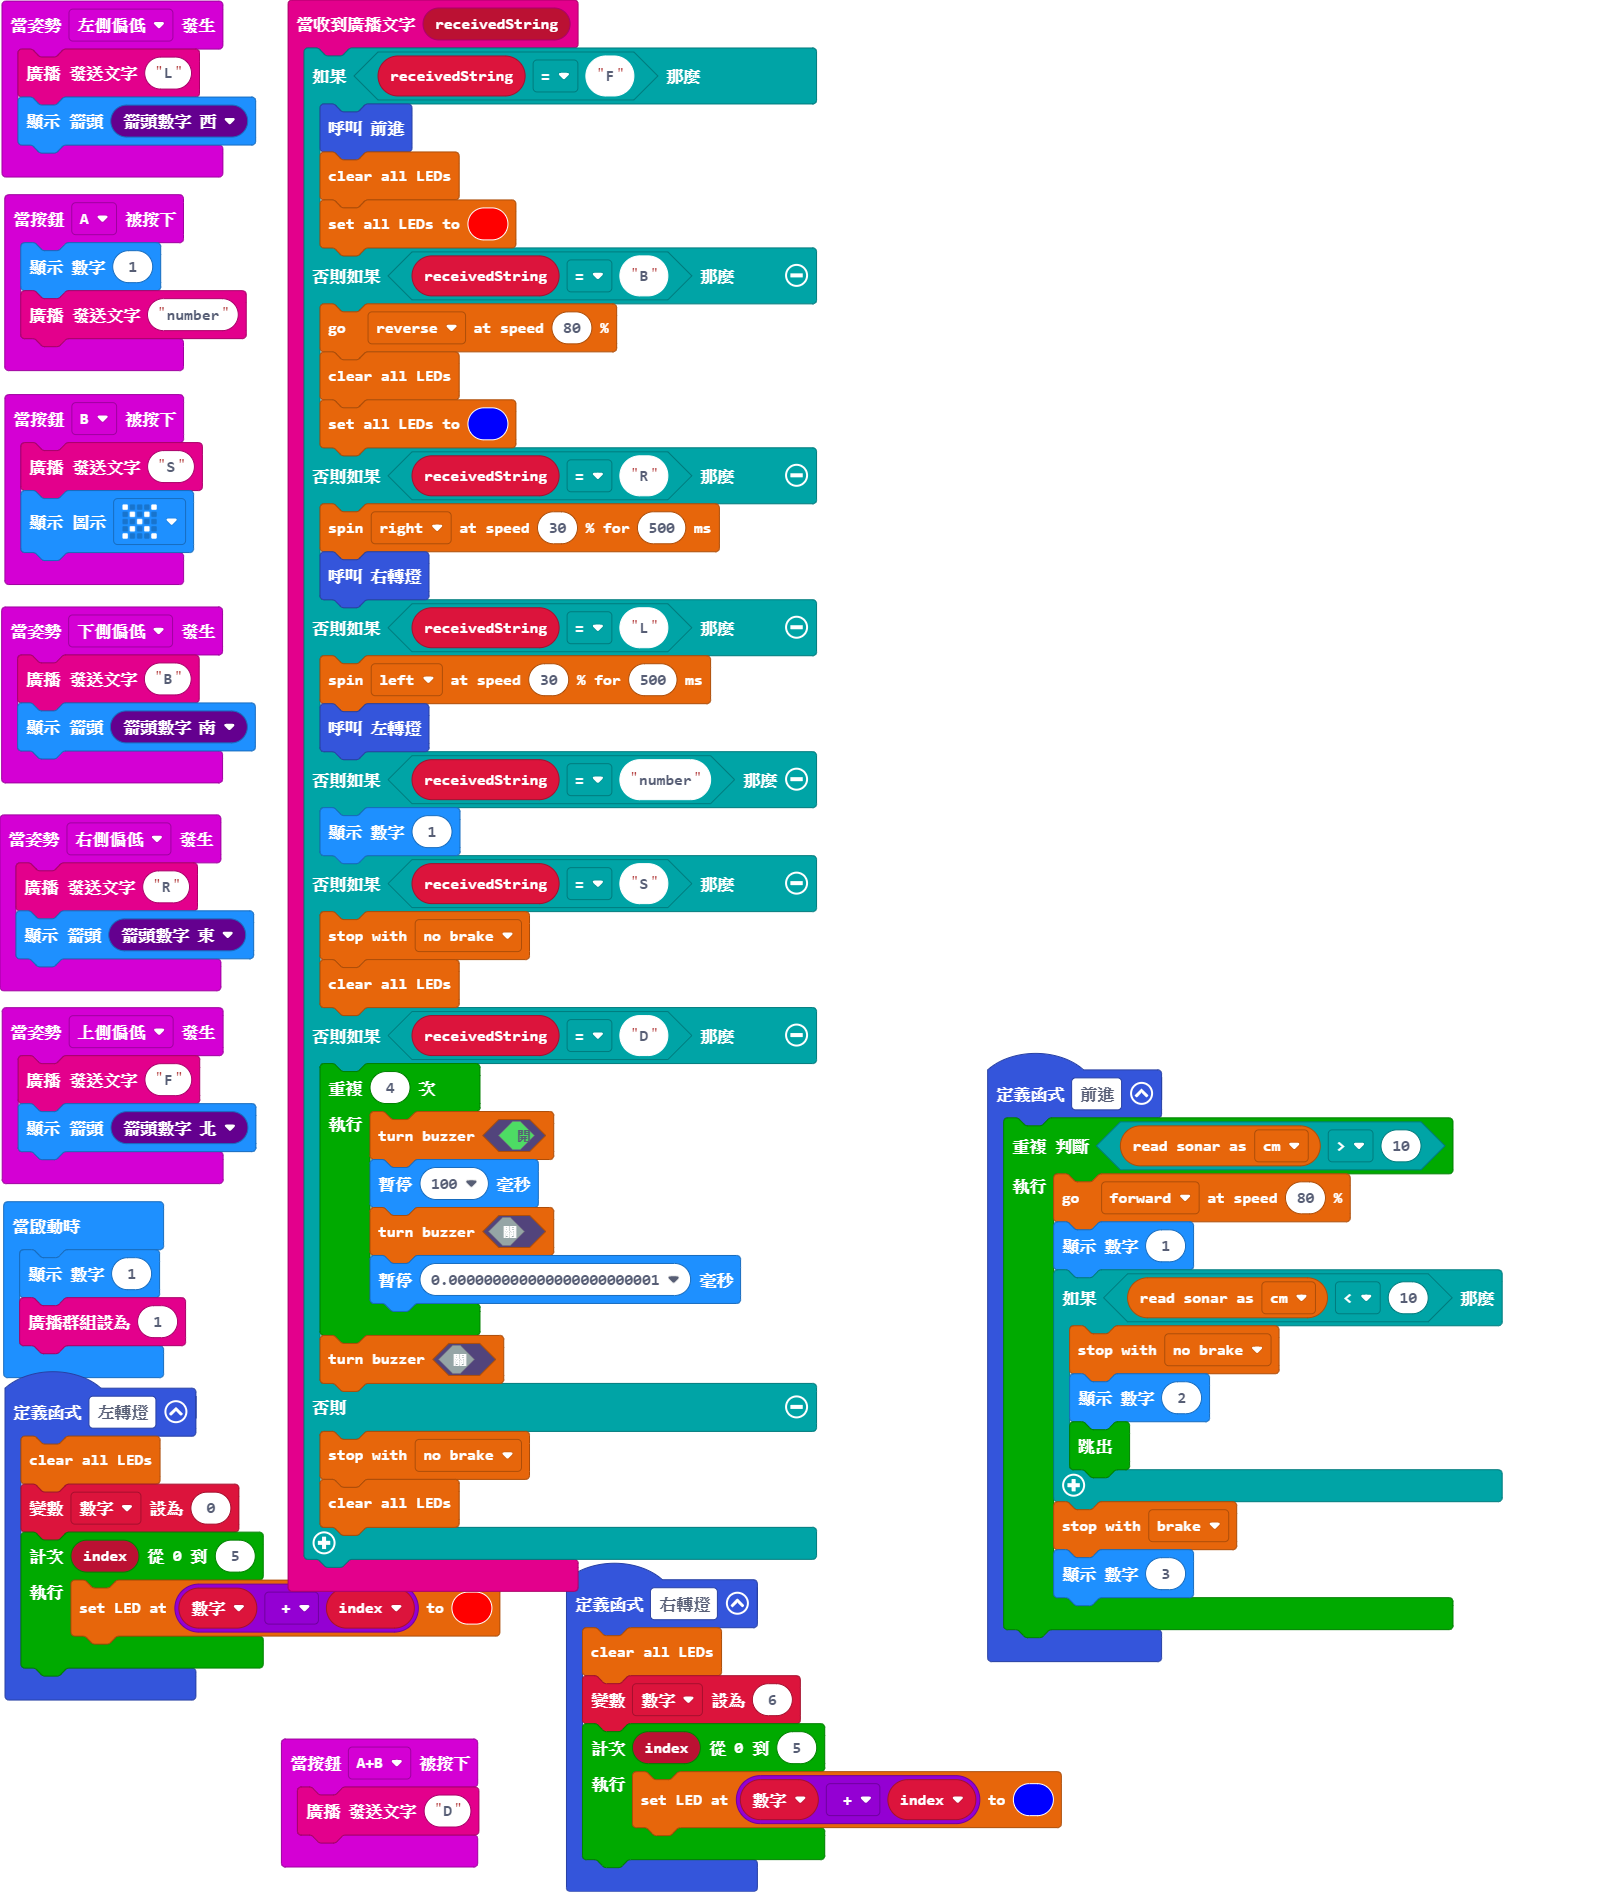 當姿勢 左側偏低 發生
廣播 發送文字 "L"
顯示 箭頭 箭頭數字 西
當按鈕 A 被按下
顯示 數字 1
廣播 發送文字 "number"
當按鈕 B 被按下
廣播 發送文字 "S"
顯示 圖示
當姿勢 下側偏低 發生
廣播 發送文字 "B"
顯示 箭頭 箭頭數字 南
當姿勢 右側偏低 發生
廣播 發送文字 "R"
顯示 箭頭 箭頭數字 東
當姿勢 上側偏低 發生
廣播 發送文字 "F"
顯示 箭頭 箭頭數字 北
當啟動時
顯示 數字 1
廣播群組設為 1
定義函式 左轉燈
clear all LEDs
變數 數字 設為 0
計次 index 從 0 到 5
執行
set LED at 數字 + index to
當收到廣播文字 receivedString
如果 receivedString = "F" 那麼
呼叫 前進
clear all LEDs
set all LEDs to
否則如果 receivedString = "B" 那麼
go reverse at speed 80 %
clear all LEDs
set all LEDs to
否則如果 receivedString = "R" 那麼
spin right at speed 30 % for 500 ms
呼叫 右轉燈
否則如果 receivedString = "L" 那麼
spin left at speed 30 % for 500 ms
呼叫 左轉燈
否則如果 receivedString = "number" 那麼
顯示 數字 1
否則如果 receivedString = "S" 那麼
stop with no brake
clear all LEDs
否則如果 receivedString = "D" 那麼
重複 4 次
執行
turn buzzer 開
暫停 100 毫秒
turn buzzer 關
暫停 0.000000000000000000000001 毫秒
turn buzzer 關
否則
stop with no brake
clear all LEDs
當按鈕 A+B 被按下
廣播 發送文字 "D"
定義函式 右轉燈
clear all LEDs
變數 數字 設為 6
計次 index 從 0 到 5
執行
set LED at 數字 + index to
定義函式 前進
重複 判斷 read sonar as cm > 10
執行
go forward at speed 80 %
顯示 數字 1
如果 read sonar as cm < 10 那麼
stop with no brake
顯示 數字 2
跳出
stop with brake
顯示 數字 3